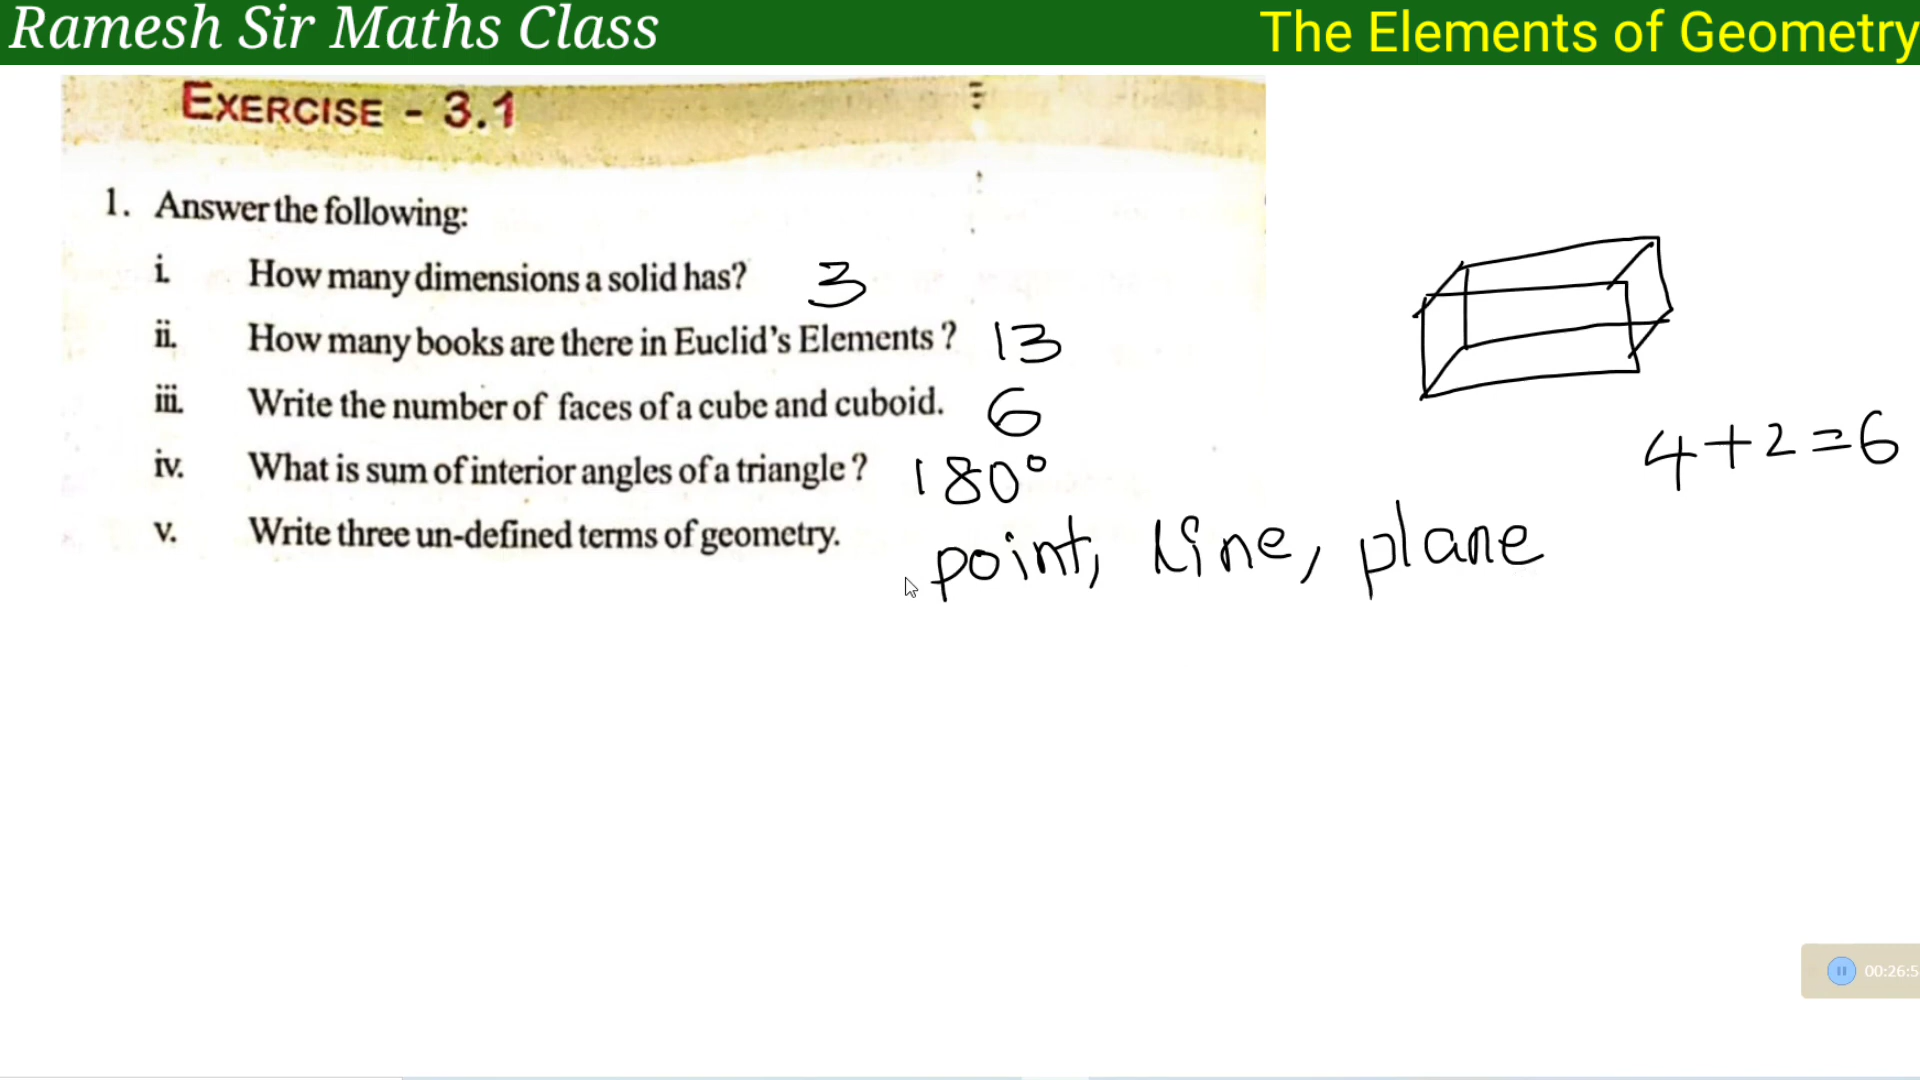 Ramesh Sir Maths Class
The Elements of Geometry
EXERCISE - 3.1
1. Answer the following:
i. How many dimensions a solid has? 3
ii. How many books are there in Euclid's Elements ? 13
iii. Write the number of faces of a cube and cuboid. 6
4+2=6
iv. What is sum of interior angles of a triangle ? 180°
v. Write three un-defined terms of geometry. point, Line, plane
00:26:5